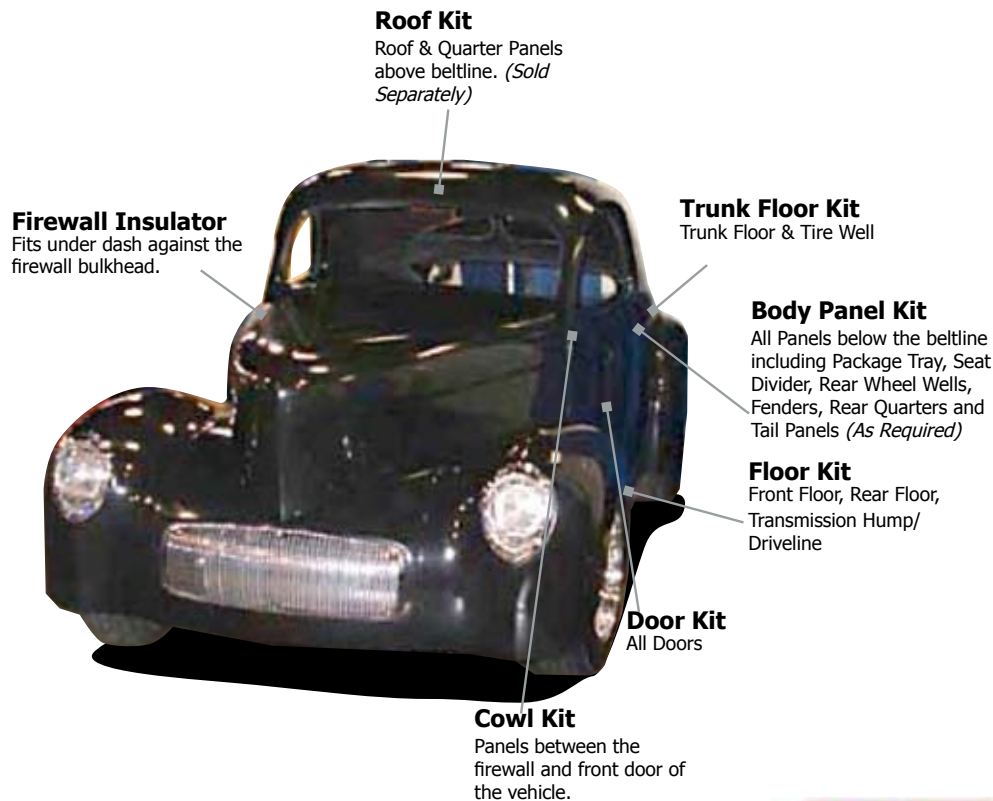 Roof Kit
Roof & Quarter Panels
above beltline. (Sold
Separately)
Firewall Insulator
Fits under dash against the
firewall bulkhead.
Trunk Floor Kit
Trunk Floor & Tire Well
Body Panel Kit
All Panels below the beltline
including Package Tray, Seat
Divider, Rear Wheel Wells,
Fenders, Rear Quarters and
Tail Panels (As Required)
Floor Kit
Front Floor, Rear Floor,
Transmission Hump/
Driveline
Door Kit
All Doors
Cowl Kit
Panels between the
firewall and front door of
the vehicle.